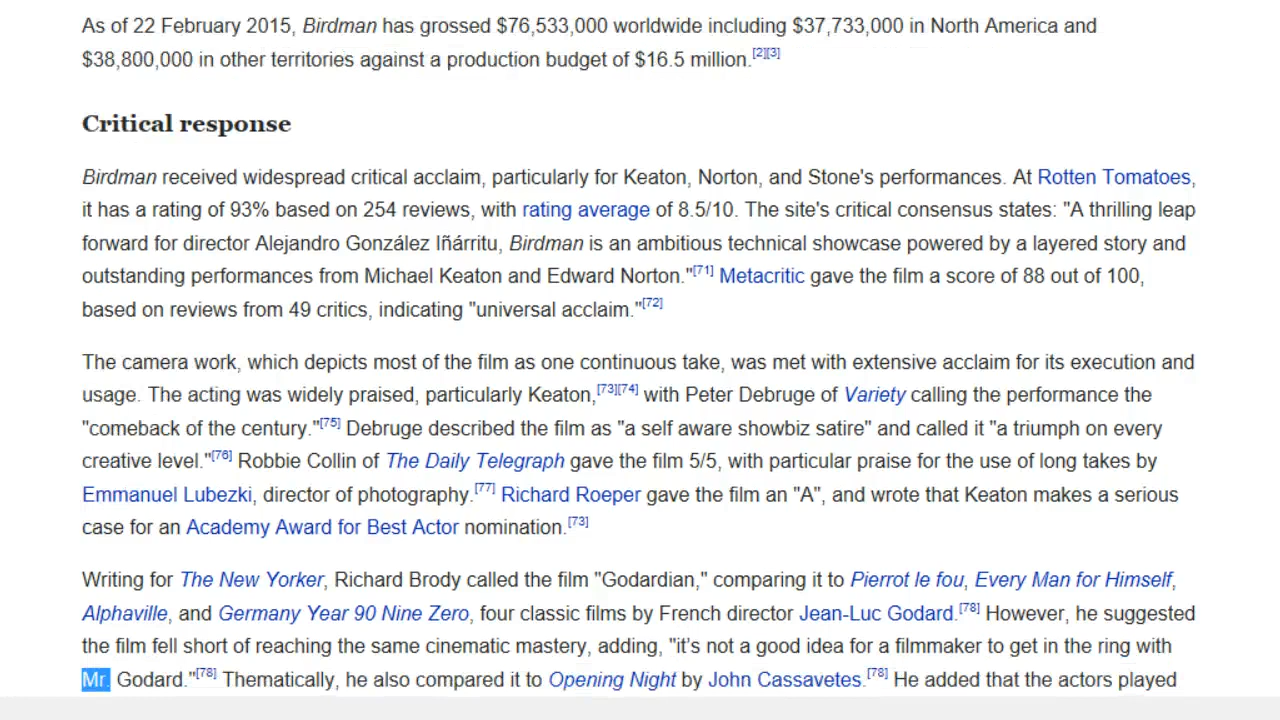 As of 22 February 2015, Birdman has grossed $76,533,000 worldwide including $37,733,000 in North America and
$38,800,000 in other territories against a production budget of $16.5 million.[2][3]
Critical response
Birdman received widespread critical acclaim, particularly for Keaton, Norton, and Stone's performances. At Rotten Tomatoes,
it has a rating of 93% based on 254 reviews, with rating average of 8.5/10. The site's critical consensus states: "A thrilling leap
forward for director Alejandro González Iñárritu, Birdman is an ambitious technical showcase powered by a layered story and
outstanding performances from Michael Keaton and Edward Norton."[71] Metacritic gave the film a score of 88 out of 100,
based on reviews from 49 critics, indicating "universal acclaim."[72]
The camera work, which depicts most of the film as one continuous take, was met with extensive acclaim for its execution and
usage. The acting was widely praised, particularly Keaton,[73][74] with Peter Debruge of Variety calling the performance the
"comeback of the century."[75] Debruge described the film as "a self aware showbiz satire" and called it "a triumph on every
creative level."[76] Robbie Collin of The Daily Telegraph gave the film 5/5, with particular praise for the use of long takes by
Emmanuel Lubezki, director of photography.[77] Richard Roeper gave the film an "A", and wrote that Keaton makes a serious
case for an Academy Award for Best Actor nomination.[73]
Writing for The New Yorker, Richard Brody called the film "Godardian," comparing it to Pierrot le fou, Every Man for Himself,
Alphaville, and Germany Year 90 Nine Zero, four classic films by French director Jean-Luc Godard.[78] However, he suggested
the film fell short of reaching the same cinematic mastery, adding, "it's not a good idea for a filmmaker to get in the ring with
Mr. Godard."[78] Thematically, he also compared it to Opening Night by John Cassavetes.[78] He added that the actors played